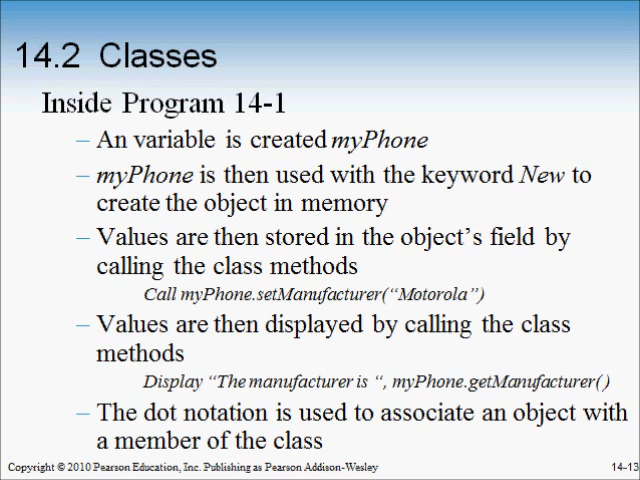 14.2 Classes
Inside Program 14-1
– An variable is created myPhone
– myPhone is then used with the keyword New to
create the object in memory
– Values are then stored in the object’s field by
calling the class methods
Call myPhone.setManufacturer(“Motorola”)
– Values are then displayed by calling the class
methods
Display “The manufacturer is “, myPhone.getManufacturer()
– The dot notation is used to associate an object with
a member of the class
Copyright © 2010 Pearson Education, Inc. Publishing as Pearson Addison-Wesley
14-13